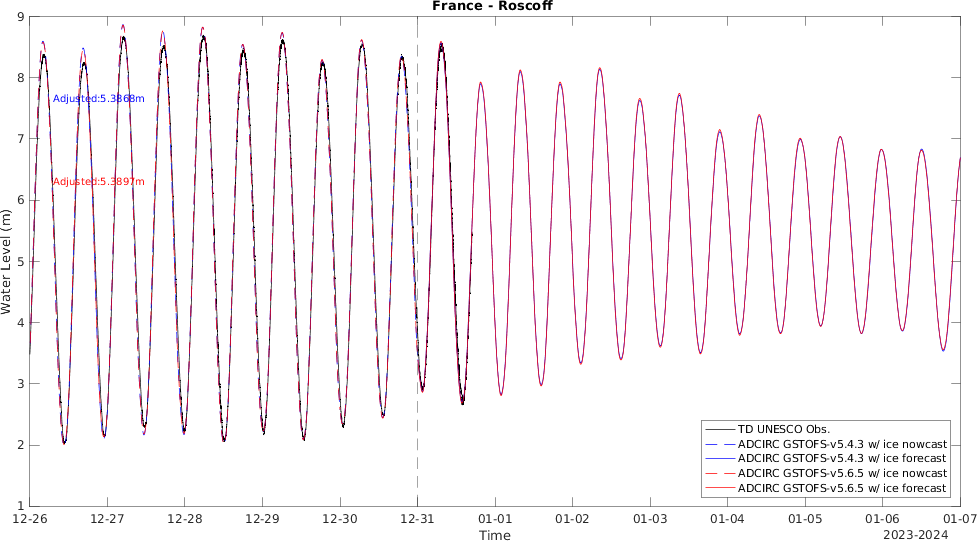 France - Roscoff
9
8
7
6
5
4
3
2
1
Water Level (m)
Adjusted:5.3868m
Adjusted:5.3897m
TD UNESCO Obs.
ADCIRC GSTOFS-v5.4.3 w/ ice nowcast
ADCIRC GSTOFS-v5.4.3 w/ ice forecast
ADCIRC GSTOFS-v5.6.5 w/ ice nowcast
ADCIRC GSTOFS-v5.6.5 w/ ice forecast
12-26 12-27 12-28 12-29 12-30 12-31 01-01 01-02 01-03 01-04 01-05 01-06 01-07
Time
2023-2024